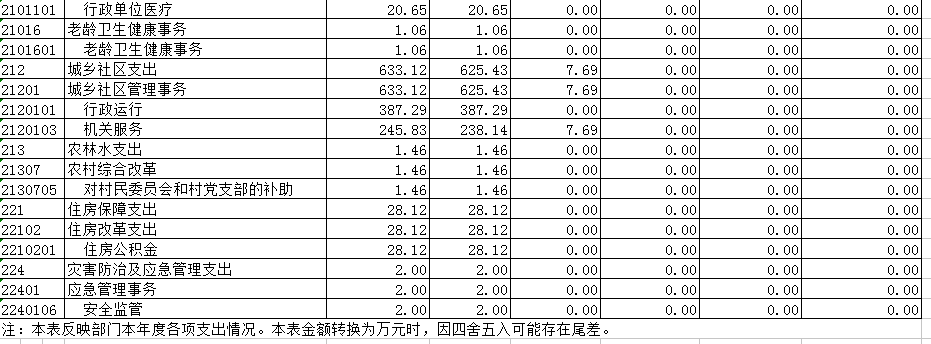 2101101 行政单位医疗 20.65 20.65 0.00 0.00 0.00 0.00
21016 老龄卫生健康事务 1.06 1.06 0.00 0.00 0.00 0.00
2101601 老龄卫生健康事务 1.06 1.06 0.00 0.00 0.00 0.00
212 城乡社区支出 633.12 625.43 7.69 0.00 0.00 0.00
21201 城乡社区管理事务 633.12 625.43 7.69 0.00 0.00 0.00
2120101 行政运行 387.29 387.29 0.00 0.00 0.00 0.00
2120103 机关服务 245.83 238.14 7.69 0.00 0.00 0.00
213 农林水支出 1.46 1.46 0.00 0.00 0.00 0.00
21307 农村综合改革 1.46 1.46 0.00 0.00 0.00 0.00
2130705 对村民委员会和村党支部的补助 1.46 1.46 0.00 0.00 0.00 0.00
221 住房保障支出 28.12 28.12 0.00 0.00 0.00 0.00
22102 住房改革支出 28.12 28.12 0.00 0.00 0.00 0.00
2210201 住房公积金 28.12 28.12 0.00 0.00 0.00 0.00
224 灾害防治及应急管理支出 2.00 2.00 0.00 0.00 0.00 0.00
22401 应急管理事务 2.00 2.00 0.00 0.00 0.00 0.00
2240106 安全监管 2.00 2.00 0.00 0.00 0.00 0.00
注：本表反映部门本年度各项支出情况。本表金额转换为万元时，因四舍五入可能存在尾差。